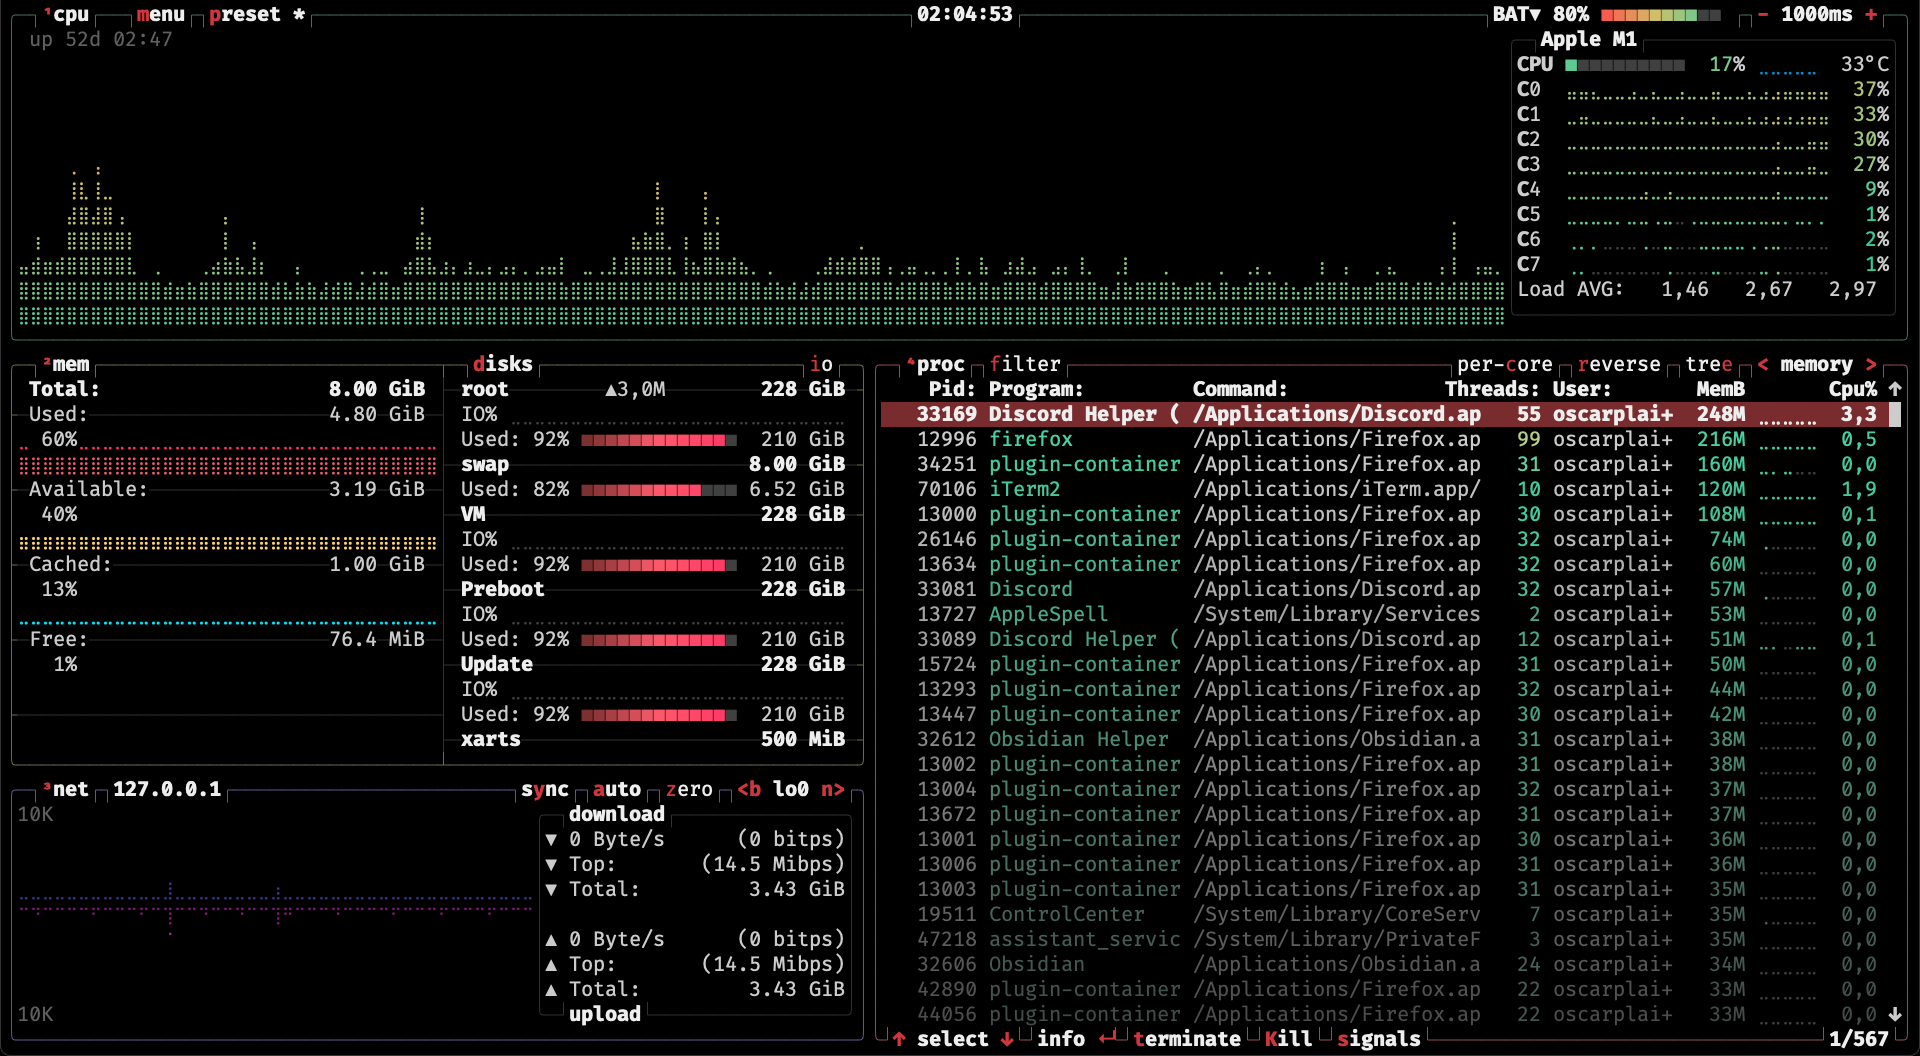 ¹cpu menu preset * 02:04:53 BAT▼ 80% - 1000ms +
up 52d 02:47
Apple M1
CPU 17% 33°C
C0 37%
C1 33%
C2 30%
C3 27%
C4 9%
C5 1%
C6 2%
C7 1%
Load AVG: 1,46 2,67 2,97
²mem
Total: 8.00 GiB
Used: 4.80 GiB
60%
Available: 3.19 GiB
40%
Cached: 1.00 GiB
13%
Free: 76.4 MiB
1%
disks io
root ▲3,0M 228 GiB
IO%
Used: 92% 210 GiB
swap 8.00 GiB
Used: 82% 6.52 GiB
VM 228 GiB
IO%
Used: 92% 210 GiB
Preboot 228 GiB
IO%
Used: 92% 210 GiB
Update 228 GiB
IO%
Used: 92% 210 GiB
xarts 500 MiB
³net 127.0.0.1 sync auto zero <b lo0 n>
10K
10K
download
▼ 0 Byte/s (0 bitps)
▼ Top: (14.5 Mibps)
▼ Total: 3.43 GiB
▲ 0 Byte/s (0 bitps)
▲ Top: (14.5 Mibps)
▲ Total: 3.43 GiB
upload
⁴proc filter per-core reverse tree < memory >
Pid: Program: Command: Threads: User: MemB Cpu% ↑
33169 Discord Helper ( /Applications/Discord.ap 55 oscarplai+ 248M 3,3
12996 firefox /Applications/Firefox.ap 99 oscarplai+ 216M 0,5
34251 plugin-container /Applications/Firefox.ap 31 oscarplai+ 160M 0,0
70106 iTerm2 /Applications/iTerm.app/ 10 oscarplai+ 120M 1,9
13000 plugin-container /Applications/Firefox.ap 30 oscarplai+ 108M 0,1
26146 plugin-container /Applications/Firefox.ap 32 oscarplai+ 74M 0,0
13634 plugin-container /Applications/Firefox.ap 32 oscarplai+ 60M 0,0
33081 Discord /Applications/Discord.ap 32 oscarplai+ 57M 0,0
13727 AppleSpell /System/Library/Services 2 oscarplai+ 53M 0,0
33089 Discord Helper ( /Applications/Discord.ap 12 oscarplai+ 51M 0,1
15724 plugin-container /Applications/Firefox.ap 31 oscarplai+ 50M 0,0
13293 plugin-container /Applications/Firefox.ap 32 oscarplai+ 44M 0,0
13447 plugin-container /Applications/Firefox.ap 30 oscarplai+ 42M 0,0
32612 Obsidian Helper /Applications/Obsidian.a 31 oscarplai+ 38M 0,0
13002 plugin-container /Applications/Firefox.ap 31 oscarplai+ 38M 0,0
13004 plugin-container /Applications/Firefox.ap 32 oscarplai+ 37M 0,0
13672 plugin-container /Applications/Firefox.ap 31 oscarplai+ 37M 0,0
13001 plugin-container /Applications/Firefox.ap 30 oscarplai+ 36M 0,0
13006 plugin-container /Applications/Firefox.ap 31 oscarplai+ 36M 0,0
13003 plugin-container /Applications/Firefox.ap 31 oscarplai+ 35M 0,0
19511 ControlCenter /System/Library/CoreServ 7 oscarplai+ 35M 0,0
47218 assistant_servic /System/Library/PrivateF 3 oscarplai+ 35M 0,0
32606 Obsidian /Applications/Obsidian.a 24 oscarplai+ 34M 0,0
42890 plugin-container /Applications/Firefox.ap 22 oscarplai+ 33M 0,0
44056 plugin-container /Applications/Firefox.ap 22 oscarplai+ 33M 0,0 ↓
↑ select ↓ info ↵ terminate Kill signals 1/567